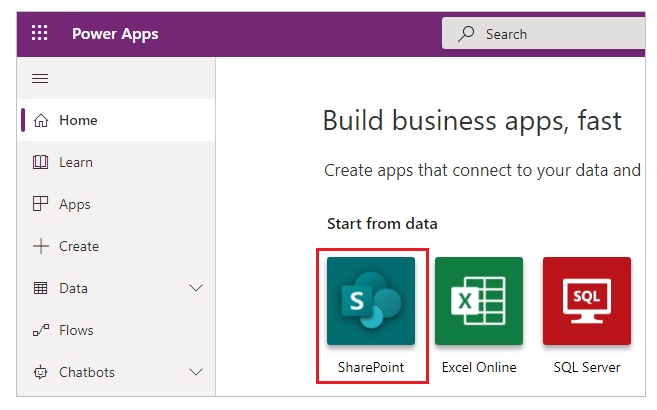 Power Apps
Search
Home
Learn
Apps
Create
Data
Flows
Chatbots
Build business apps, fast
Create apps that connect to your data and
Start from data
S
X
SQL
SharePoint
Excel Online
SQL Server